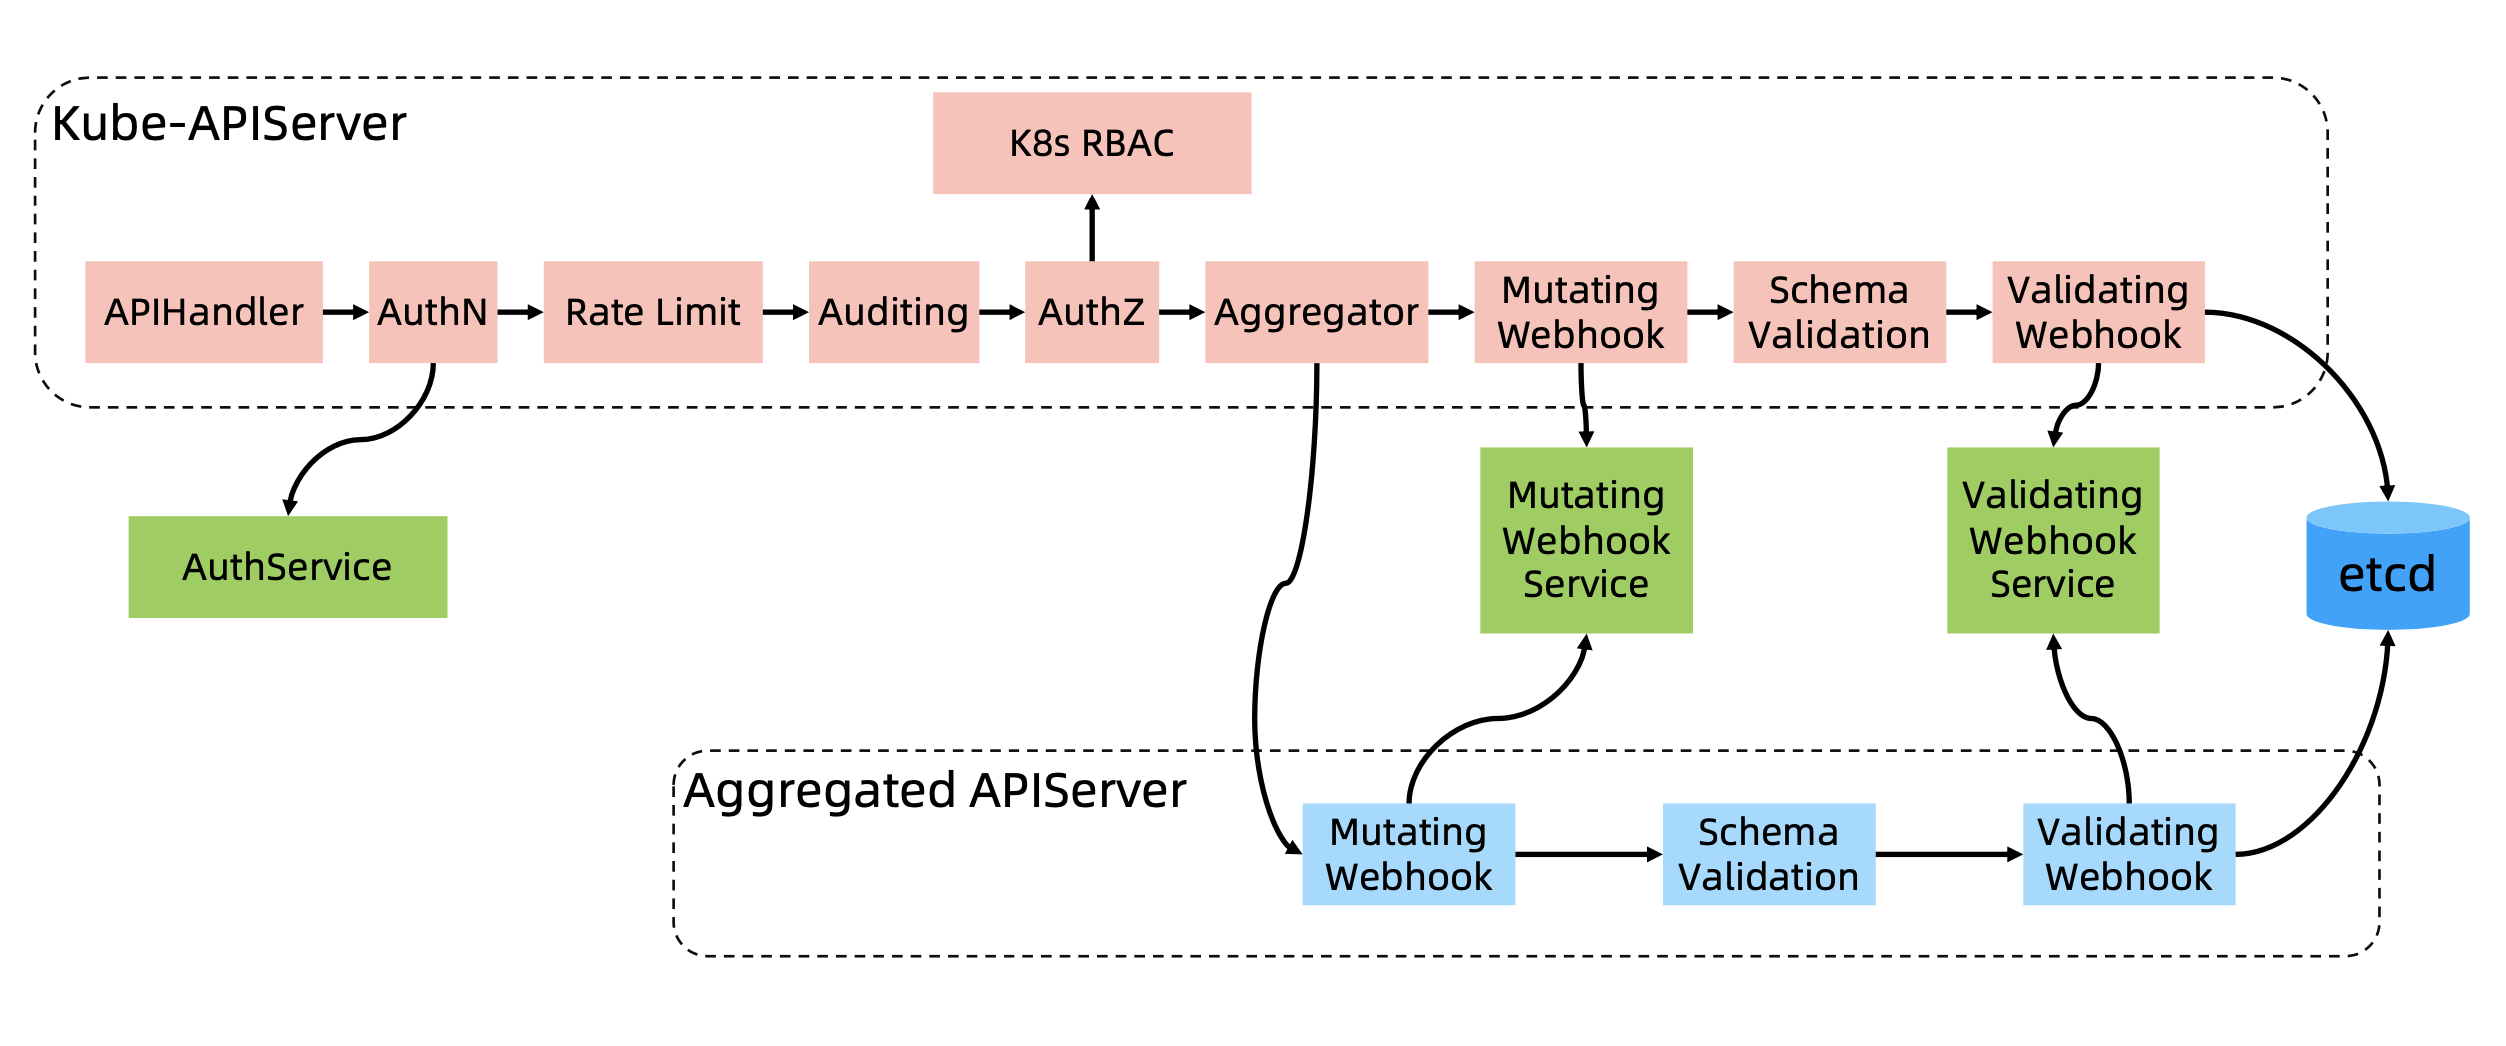 Kube-APIServer
K8s RBAC
APIHandler
AuthN
Rate Limit
Auditing
AuthZ
Aggregator
Mutating
Webhook
Schema
Validation
Validating
Webhook
AuthService
Mutating
Webhook
Service
Validating
Webhook
Service
etcd
Aggregated APIServer
Mutating
Webhook
Schema
Validation
Validating
Webhook